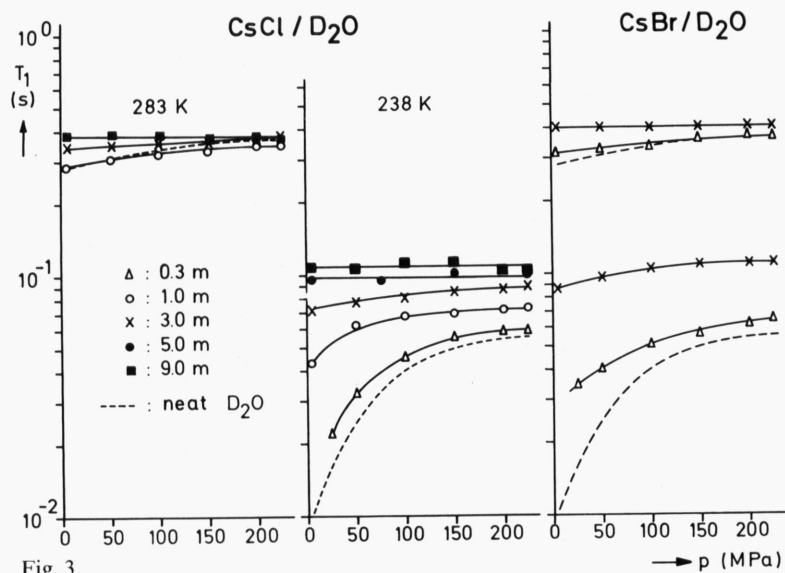 CsCl / D₂O
CsBr / D₂O
10⁰
T₁
(s)
283 K
238 K
10⁻¹
△ : 0.3 m
○ : 1.0 m
× : 3.0 m
● : 5.0 m
■ : 9.0 m
---- : neat D₂O
10⁻²
0 50 100 150 200
0 50 100 150 200
0 50 100 150 200
p (MPa)
Fig. 3